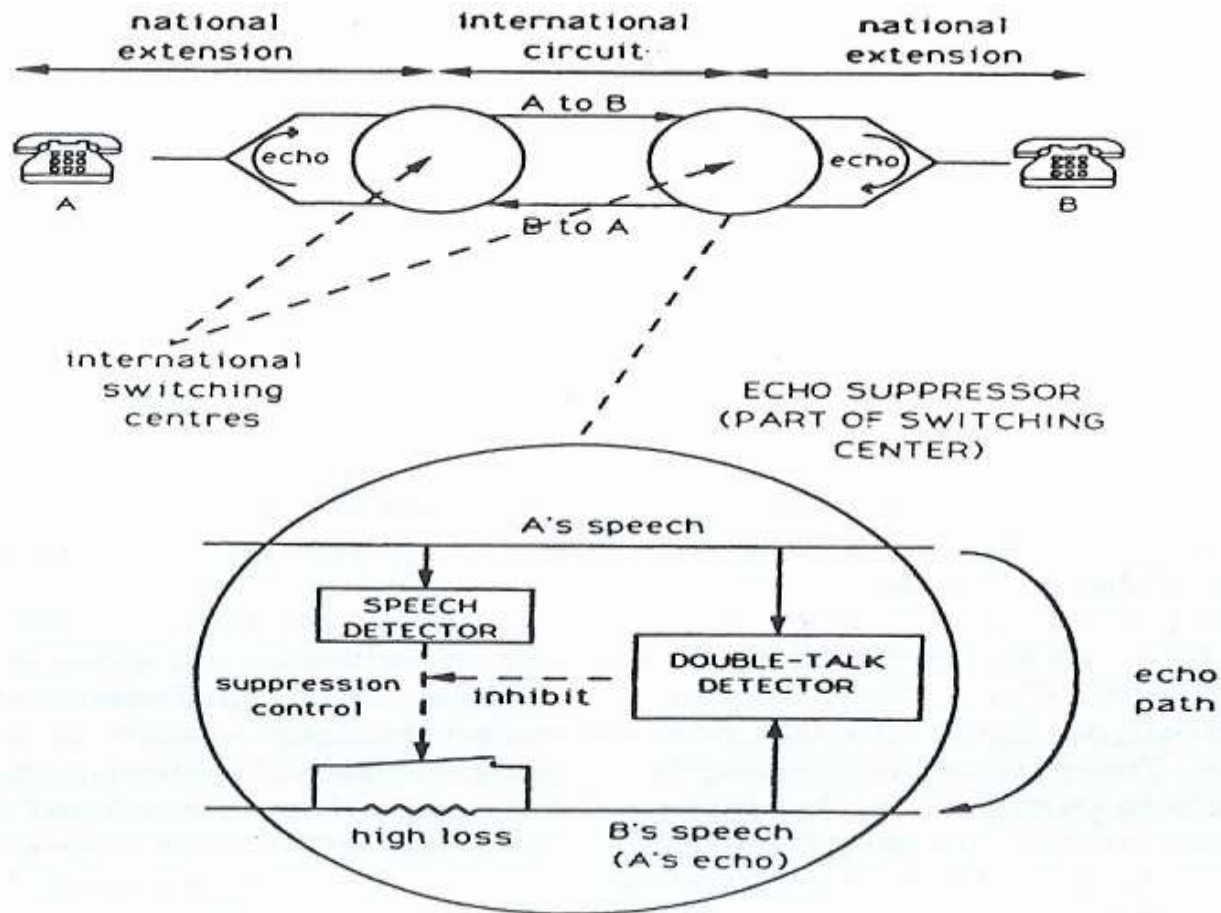 national
extension
international
circuit
national
extension
A to B
echo
echo
A
B
B to A
international
switching
centres
ECHO SUPPRESSOR
(PART OF SWITCHING
CENTER)
A's speech
SPEECH
DETECTOR
DOUBLE-TALK
DETECTOR
suppression
control
inhibit
echo
path
high loss
B's speech
(A's echo)